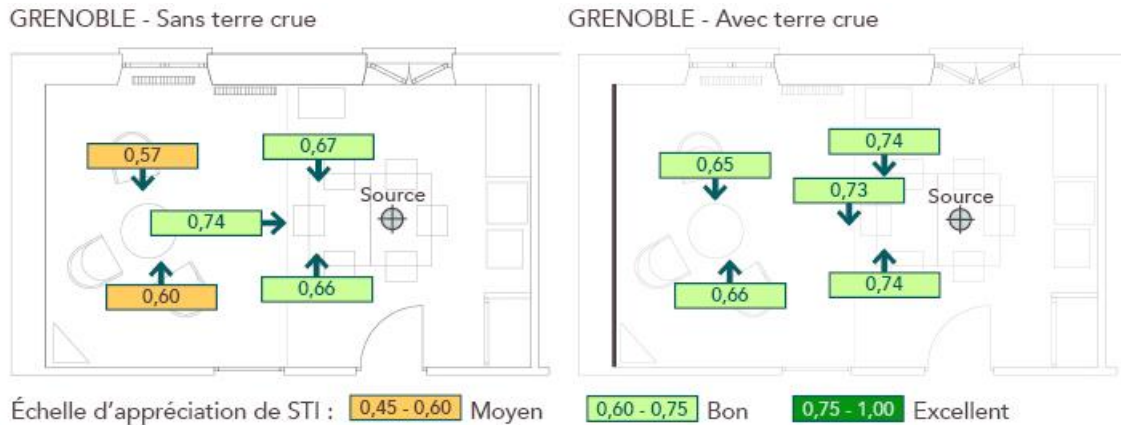 GRENOBLE - Sans terre crue
0,57
0,67
Source
0,74
0,60
0,66
GRENOBLE - Avec terre crue
0,74
0,65
0,73
Source
0,66
0,74
Échelle d'appréciation de STI : 0,45 - 0,60 Moyen 0,60 - 0,75 Bon 0,75 - 1,00 Excellent